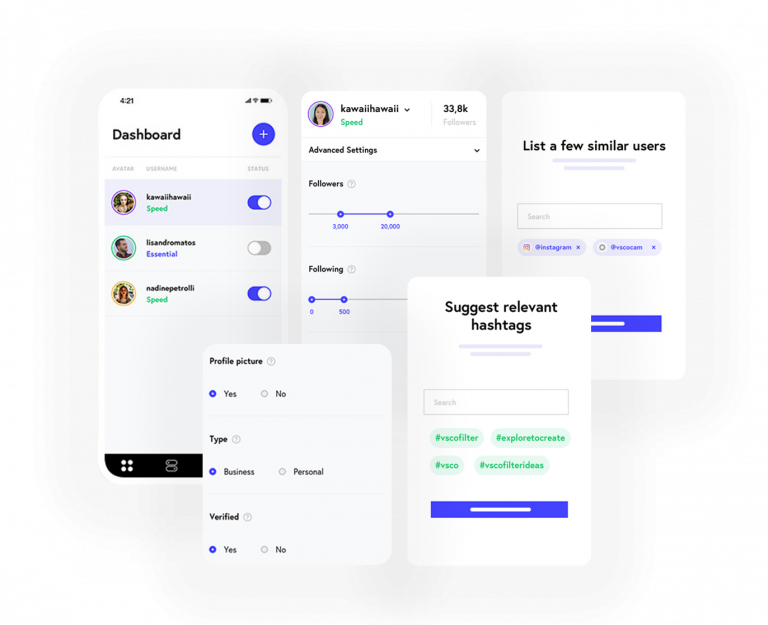 4:21
Dashboard
+
AVATAR USERNAME STATUS
kawaiihawaii
Speed
lisandromatos
Essential
nadinepetrolli
Speed
kawaiihawaii 33,8k
Speed Followers
Advanced Settings
Followers ?
3,000 20,000
Following ?
0 500
List a few similar users
Search
@instagram × @vscocam ×
Profile picture ?
Yes No
Type ?
Business Personal
Verified ?
Yes No
Suggest relevant
hashtags
Search
#vscofilter #exploretocreate
#vsco #vscofilterideas